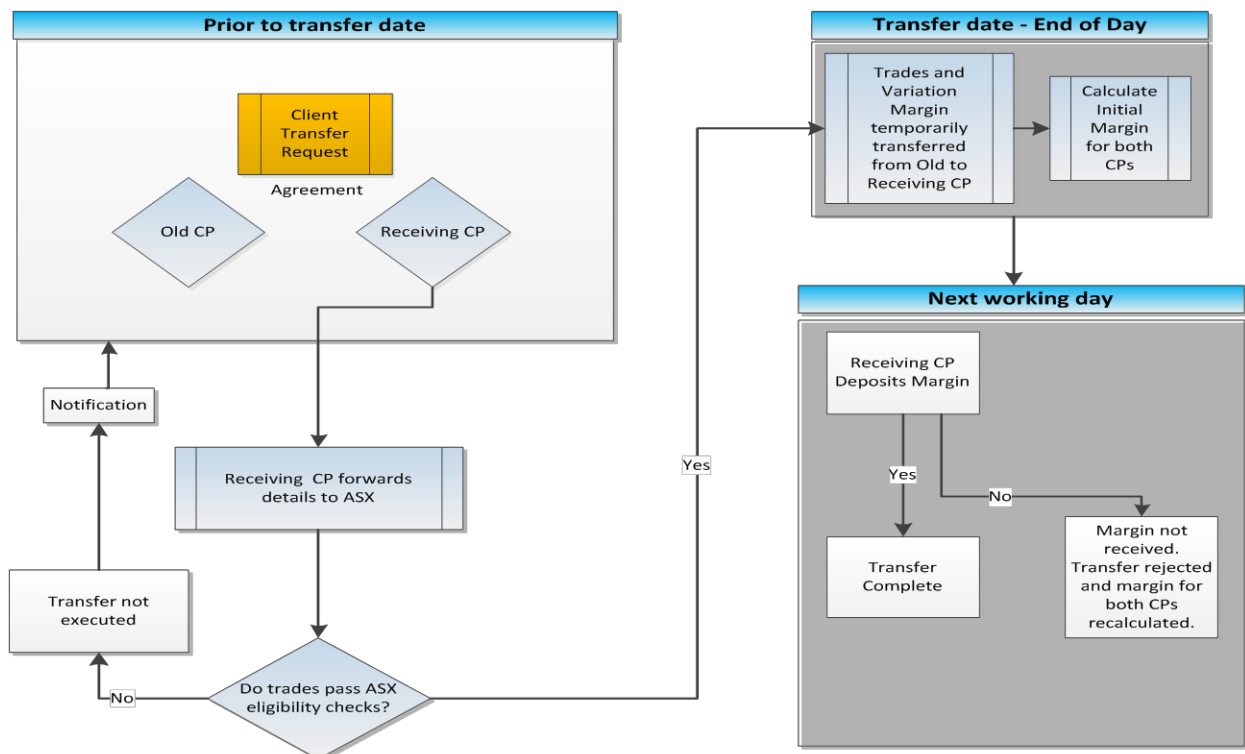 Prior to transfer date
Client
Transfer
Request
Agreement
Old CP
Receiving CP
Notification
Receiving  CP forwards
details to ASX
Transfer not
executed
Do trades pass ASX
eligibility checks?
No
Yes
Transfer date - End of Day
Trades and
Variation
Margin
temporarily
transferred
from Old to
Receiving CP
Calculate
Initial
Margin
for both
CPs
Next working day
Receiving CP
Deposits Margin
Yes
No
Transfer
Complete
Margin not
received.
Transfer rejected
and margin for
both CPs
recalculated.